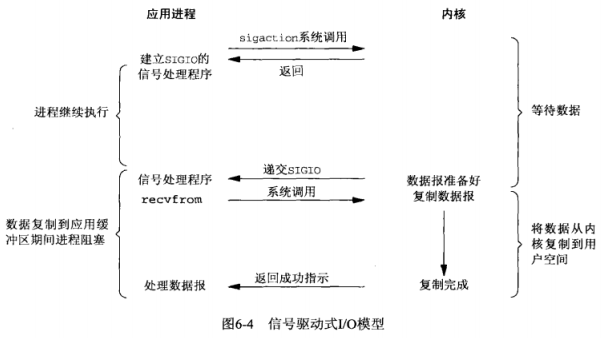 应用进程
内核
sigaction系统调用
建立SIGIO的
信号处理程序
返回
进程继续执行
等待数据
递交SIGIO
信号处理程序
数据报准备好
系统调用
recvfrom
复制数据报
数据复制到应用缓
冲区期间进程阻塞
将数据从内
核复制到用
户空间
返回成功指示
处理数据报
复制完成
图6-4 信号驱动式I/O模型